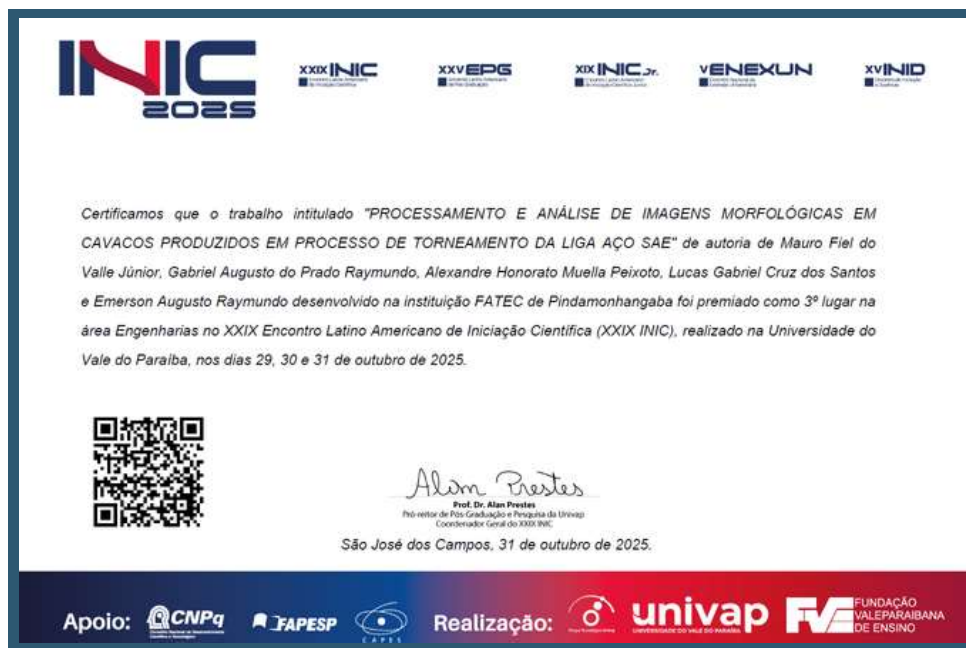 INIC
2025
XXIX INIC
XXV EPG
XIX INIC Jr.
V ENEXUN
XV INID
Certificamos que o trabalho intitulado "PROCESSAMENTO E ANÁLISE DE IMAGENS MORFOLÓGICAS EM
CAVACOS PRODUZIDOS EM PROCESSO DE TORNEAMENTO DA LIGA AÇO SAE" de autoria de Mauro Fiel do
Valle Júnior, Gabriel Augusto do Prado Raymundo, Alexandre Honorato Muella Peixoto, Lucas Gabriel Cruz dos Santos
e Emerson Augusto Raymundo desenvolvido na instituição FATEC de Pindamonhangaba foi premiado como 3º lugar na
área Engenharias no XXIX Encontro Latino Americano de Iniciação Científica (XXIX INIC), realizado na Universidade do
Vale do Paraíba, nos dias 29, 30 e 31 de outubro de 2025.
Alan Prestes
Prof. Dr. Alan Prestes
Pró-reitor de Pós-Graduação e Pesquisa da Univap
Coordenador Geral do XXIX INIC
São José dos Campos, 31 de outubro de 2025.
Apoio:
CNPq
FAPESP
CAPES
Realização:
univap
UNIVERSIDADE DO VALE DO PARAÍBA
FVE
FUNDAÇÃO
VALEPARAIBANA
DE ENSINO